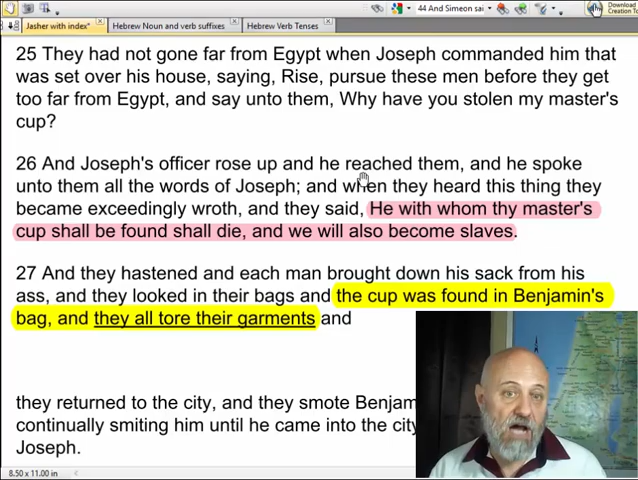 44 And Simeon sai
Download
Creation To
Jasher with index*
Hebrew Noun and verb suffixes
Hebrew Verb Tenses
25 They had not gone far from Egypt when Joseph commanded him that
was set over his house, saying, Rise, pursue these men before they get
too far from Egypt, and say unto them, Why have you stolen my master's
cup?
26 And Joseph's officer rose up and he reached them, and he spoke
unto them all the words of Joseph; and when they heard this thing they
became exceedingly wroth, and they said, He with whom thy master's
cup shall be found shall die, and we will also become slaves.
27 And they hastened and each man brought down his sack from his
ass, and they looked in their bags and the cup was found in Benjamin's
bag, and they all tore their garments and
they returned to the city, and they smote Benjam
continually smiting him until he came into the city
Joseph.
8.50 x 11.00 in